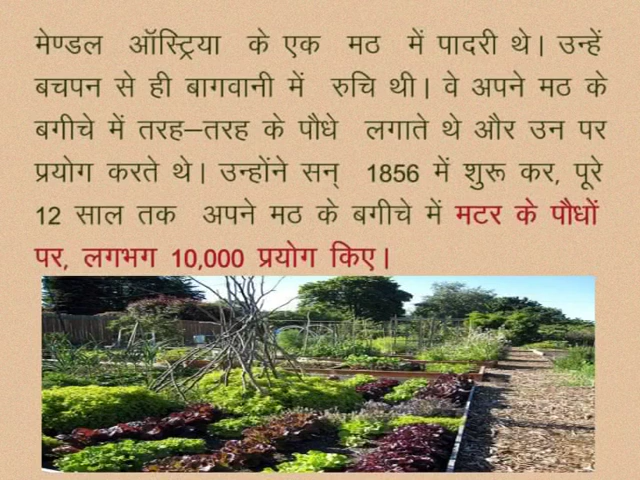 मेण्डल ऑस्ट्रिया के एक मठ में पादरी थे। उन्हें
बचपन से ही बागवानी में रुचि थी। वे अपने मठ के
बगीचे में तरह–तरह के पौधे लगाते थे और उन पर
प्रयोग करते थे। उन्होंने सन् 1856 में शुरू कर, पूरे
12 साल तक अपने मठ के बगीचे में मटर के पौधों
पर, लगभग 10,000 प्रयोग किए।